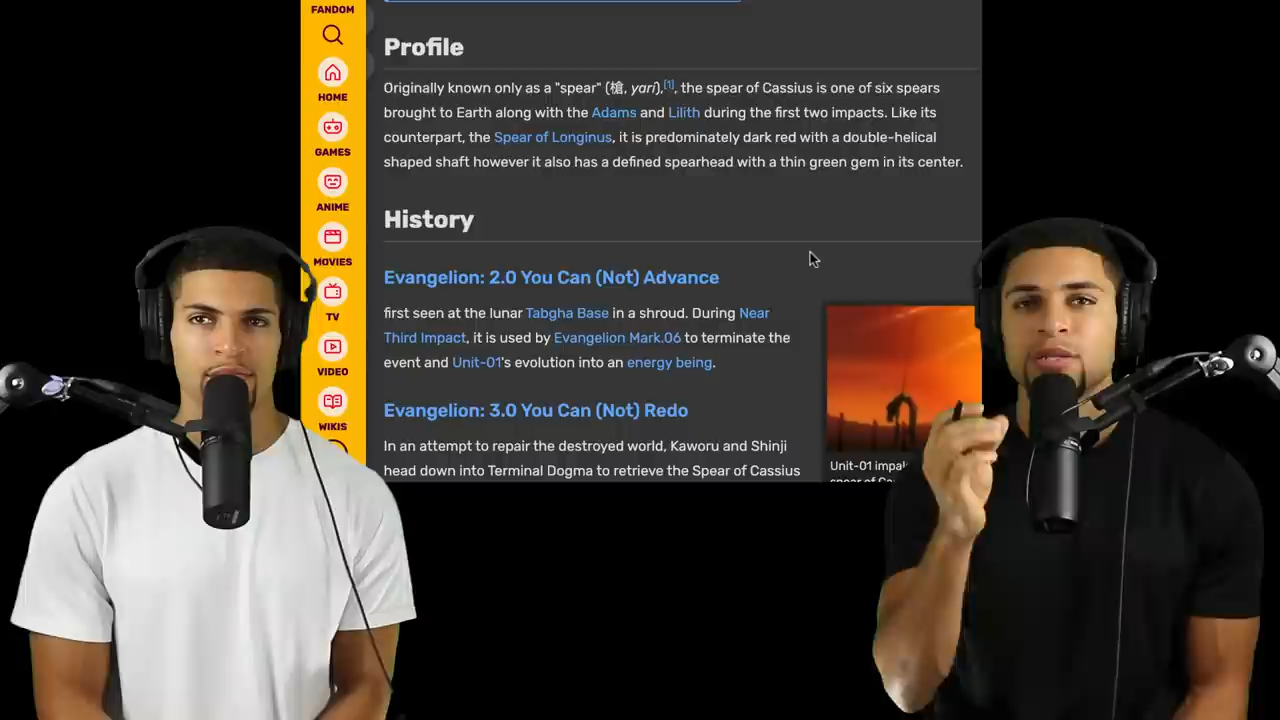 FANDOM
HOME
GAMES
ANIME
MOVIES
TV
VIDEO
WIKIS
Profile
Originally known only as a "spear" (槍, yari),[1], the spear of Cassius is one of six spears
brought to Earth along with the Adams and Lilith during the first two impacts. Like its
counterpart, the Spear of Longinus, it is predominately dark red with a double-helical
shaped shaft however it also has a defined spearhead with a thin green gem in its center.
History
Evangelion: 2.0 You Can (Not) Advance
first seen at the lunar Tabgha Base in a shroud. During Near
Third Impact, it is used by Evangelion Mark.06 to terminate the
event and Unit-01's evolution into an energy being.
Evangelion: 3.0 You Can (Not) Redo
In an attempt to repair the destroyed world, Kaworu and Shinji
head down into Terminal Dogma to retrieve the Spear of Cassius
Unit-01
spear of